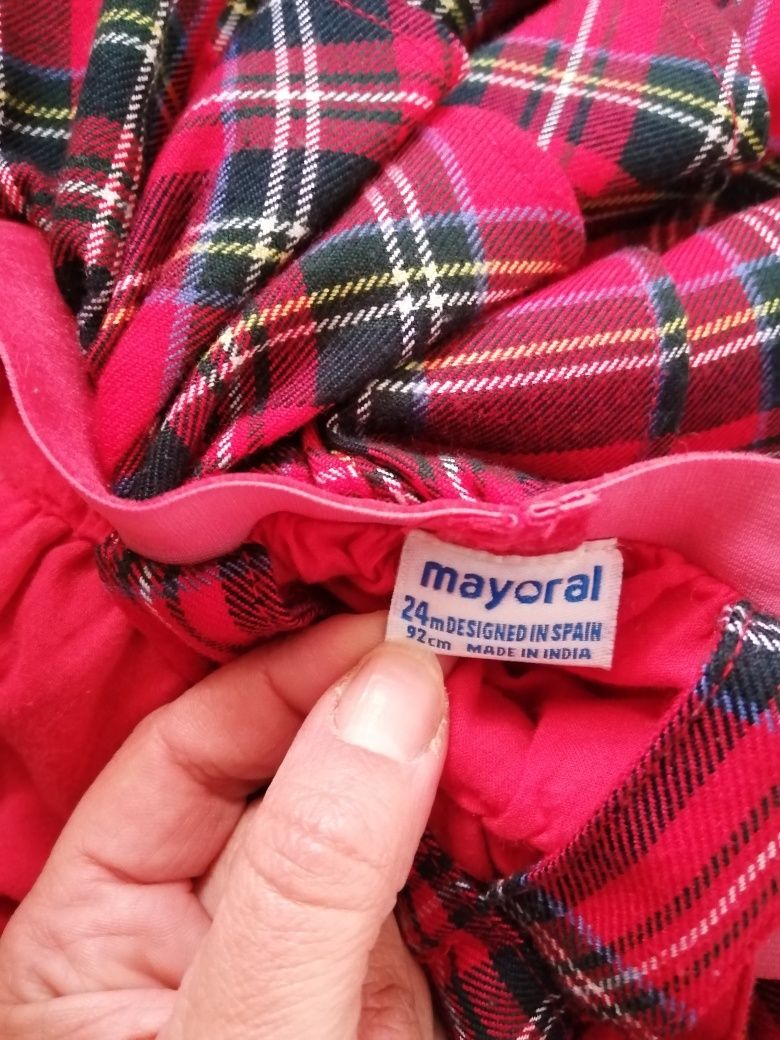 mayoral
24m DESIGNED IN SPAIN
92cm MADE IN INDIA